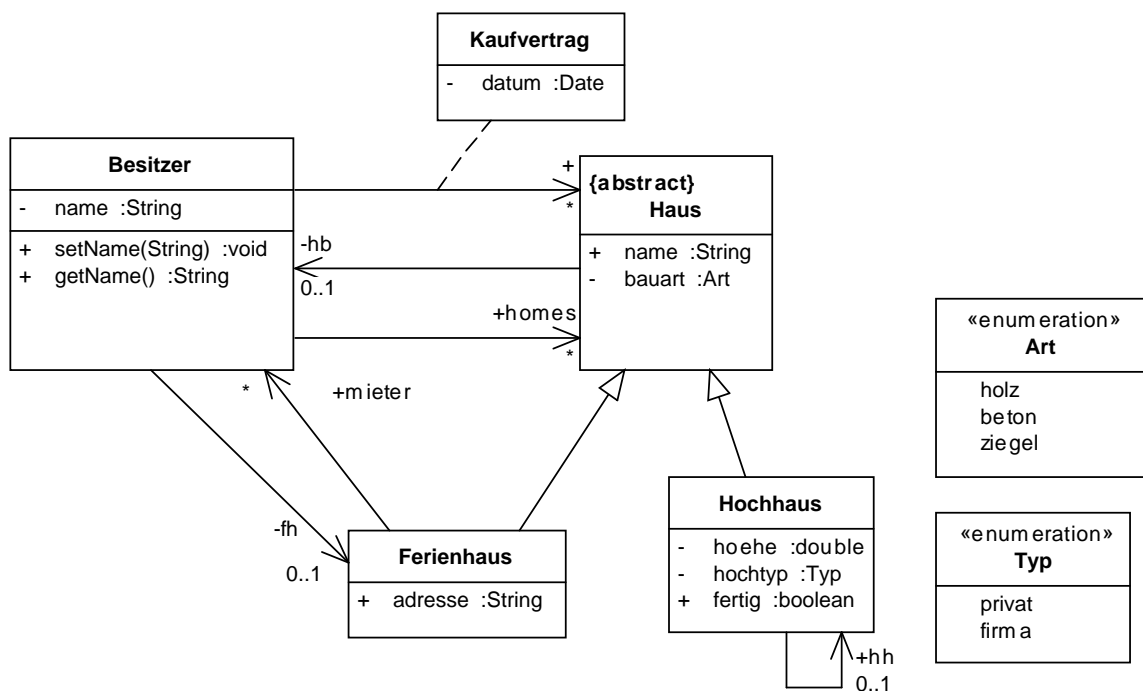 Kaufvertrag
- datum :Date
Besitzer
- name :String
+ setName(String) :void
+ getName() :String
+
*
{abstract}
Haus
+ name :String
- bauart :Art
-hb
0..1
+homes
*
«enumeration»
Art
holz
beton
ziegel
*
+mieter
-fh
0..1
Ferienhaus
+ adresse :String
Hochhaus
- hoehe :double
- hochtyp :Typ
+ fertig :boolean
+hh
0..1
«enumeration»
Typ
privat
firma